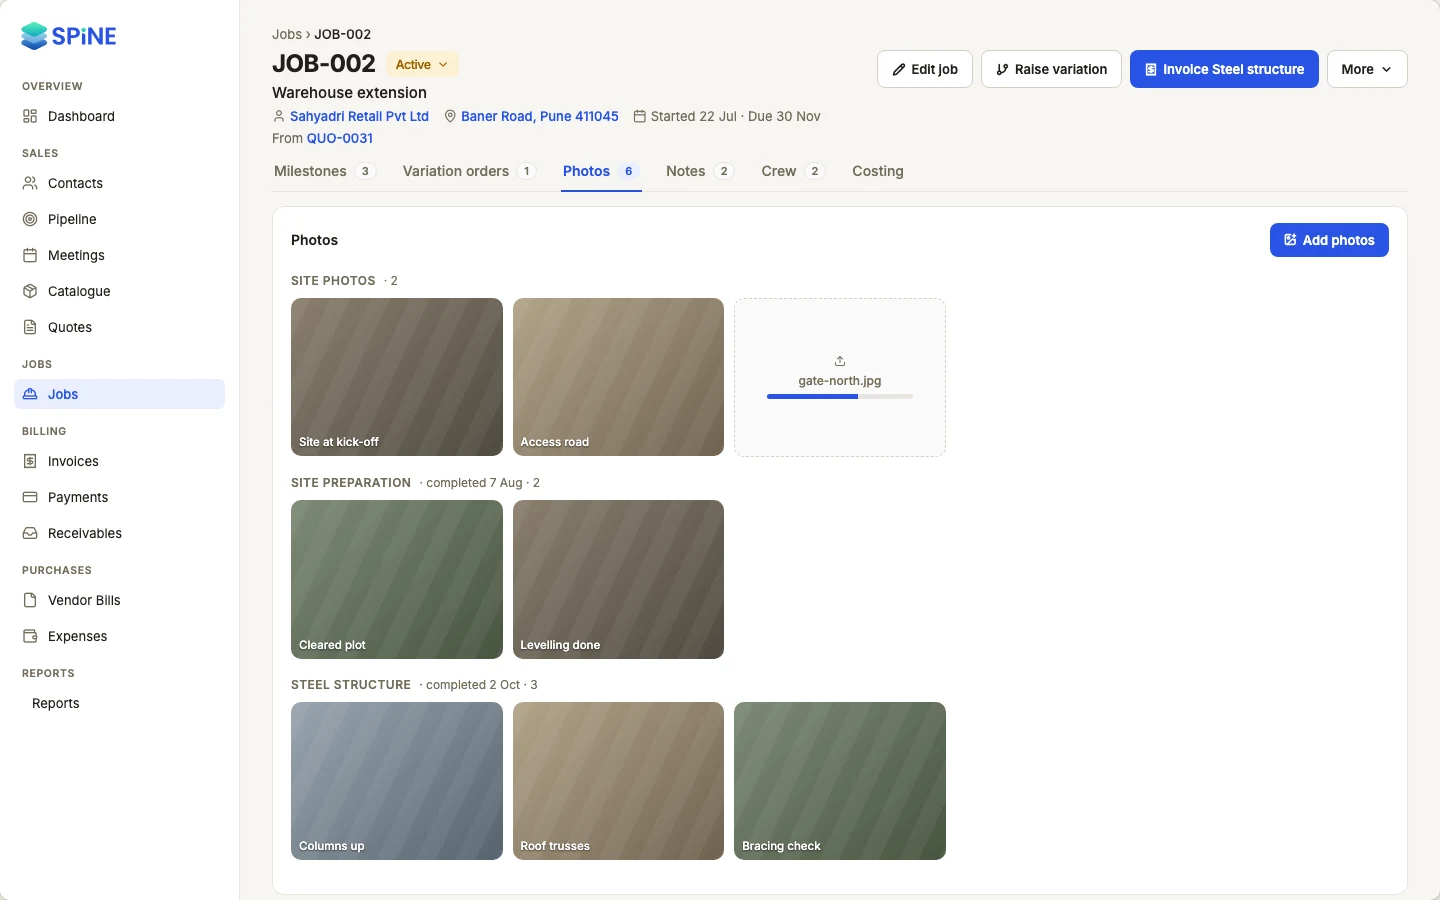 SPiNE
OVERVIEW
Dashboard
SALES
Contacts
Pipeline
Meetings
Catalogue
Quotes
JOBS
Jobs
BILLING
Invoices
Payments
Receivables
PURCHASES
Vendor Bills
Expenses
REPORTS
Reports
Jobs › JOB-002
JOB-002 Active
Warehouse extension
Sahyadri Retail Pvt Ltd Baner Road, Pune 411045 Started 22 Jul · Due 30 Nov
From QUO-0031
Edit job Raise variation Invoice Steel structure More
Milestones 3 Variation orders 1 Photos 6 Notes 2 Crew 2 Costing
Photos
Add photos
SITE PHOTOS · 2
Site at kick-off
Access road
gate-north.jpg
SITE PREPARATION · completed 7 Aug · 2
Cleared plot
Levelling done
STEEL STRUCTURE · completed 2 Oct · 3
Columns up
Roof trusses
Bracing check